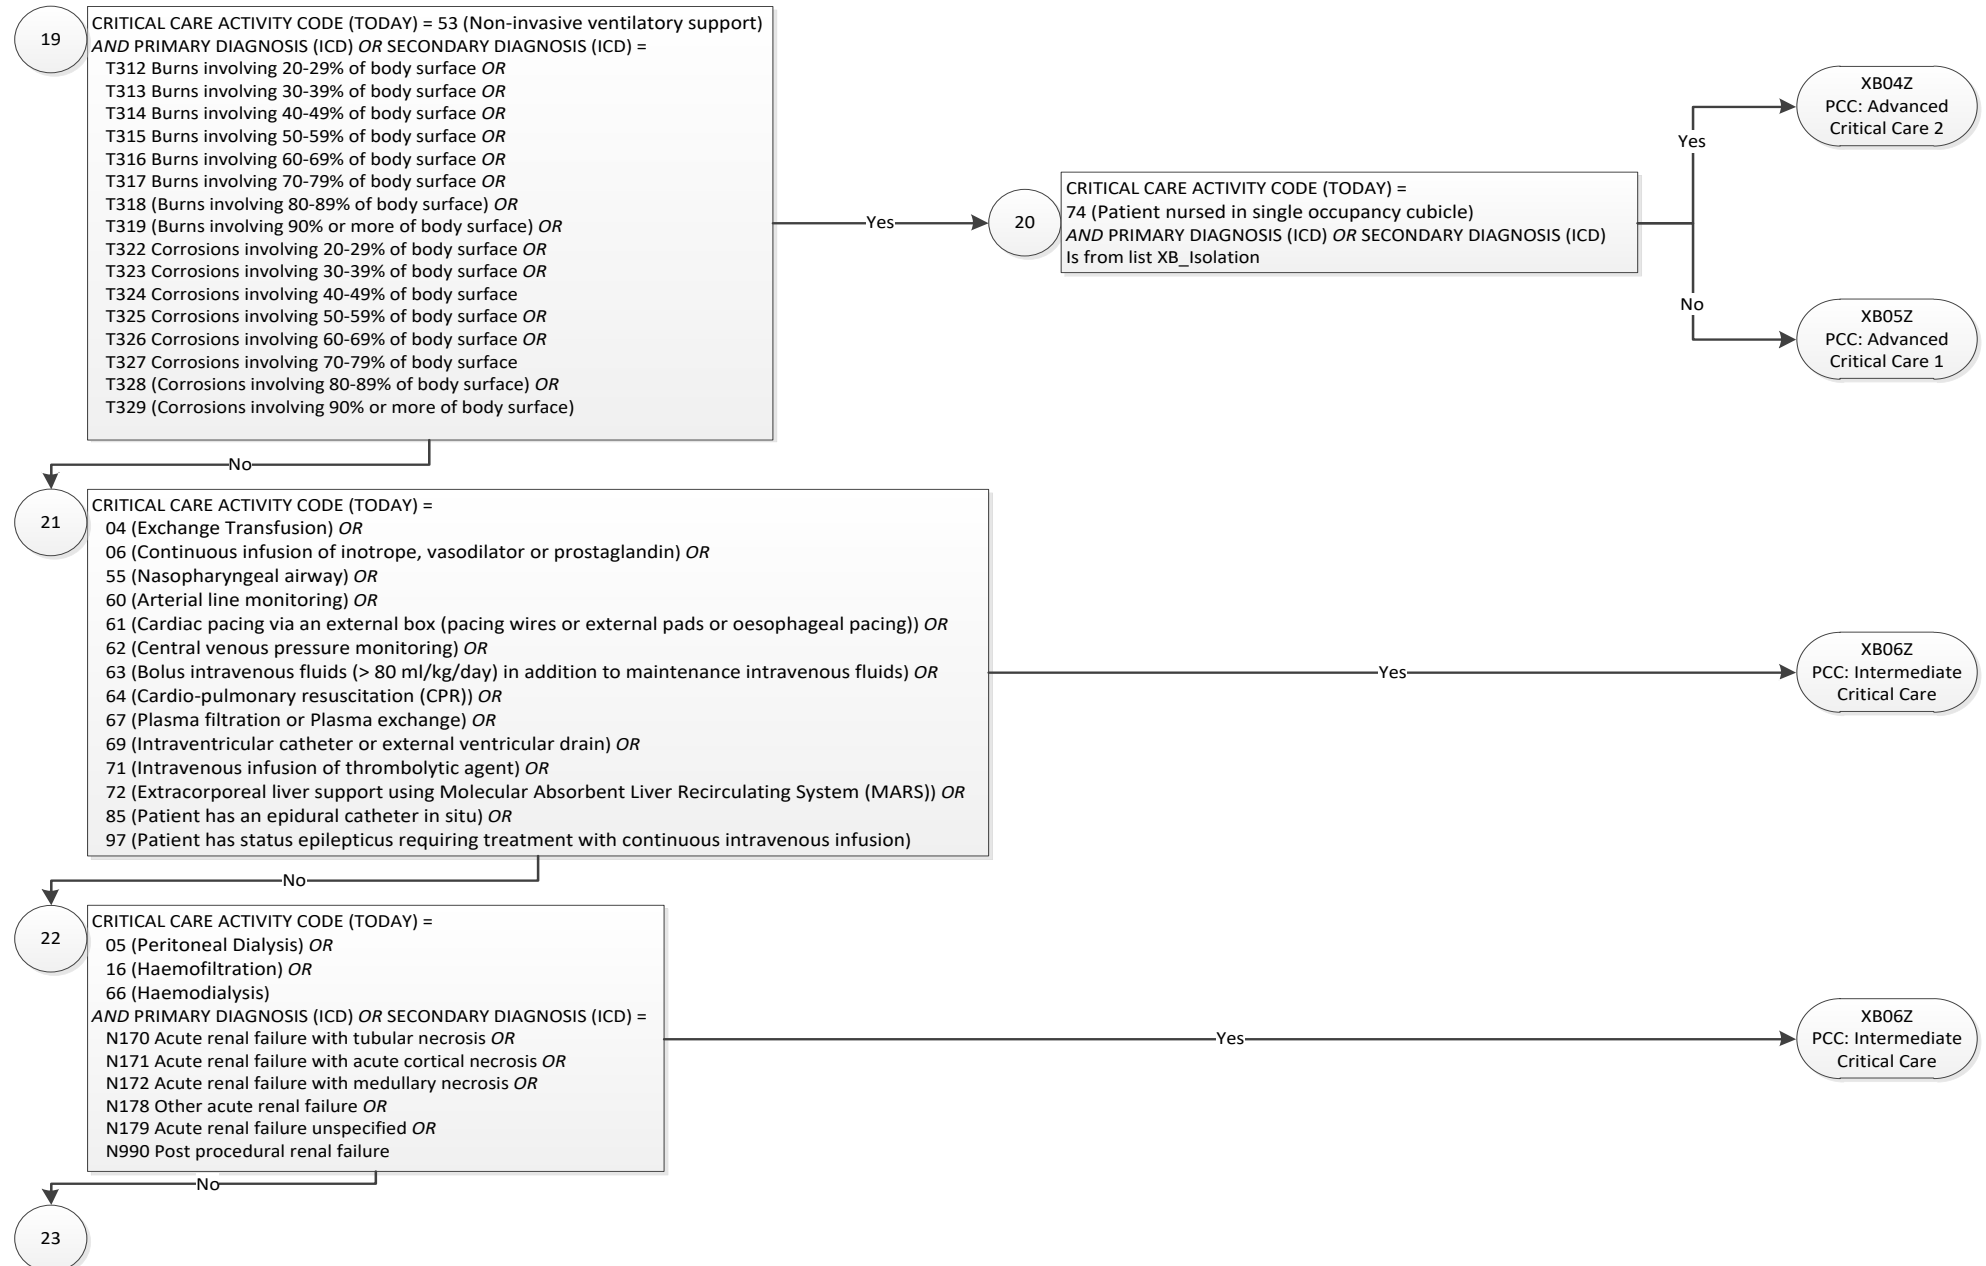 19
CRITICAL CARE ACTIVITY CODE (TODAY) = 53 (Non-invasive ventilatory support)
AND PRIMARY DIAGNOSIS (ICD) OR SECONDARY DIAGNOSIS (ICD) =
T312 Burns involving 20-29% of body surface OR
T313 Burns involving 30-39% of body surface OR
T314 Burns involving 40-49% of body surface OR
T315 Burns involving 50-59% of body surface OR
T316 Burns involving 60-69% of body surface OR
T317 Burns involving 70-79% of body surface OR
T318 (Burns involving 80-89% of body surface) OR
T319 (Burns involving 90% or more of body surface) OR
T322 Corrosions involving 20-29% of body surface OR
T323 Corrosions involving 30-39% of body surface OR
T324 Corrosions involving 40-49% of body surface
T325 Corrosions involving 50-59% of body surface OR
T326 Corrosions involving 60-69% of body surface OR
T327 Corrosions involving 70-79% of body surface
T328 (Corrosions involving 80-89% of body surface) OR
T329 (Corrosions involving 90% or more of body surface)
Yes
20
CRITICAL CARE ACTIVITY CODE (TODAY) =
74 (Patient nursed in single occupancy cubicle)
AND PRIMARY DIAGNOSIS (ICD) OR SECONDARY DIAGNOSIS (ICD)
Is from list XB_Isolation
Yes
XB04Z
PCC: Advanced
Critical Care 2
No
XB05Z
PCC: Advanced
Critical Care 1
No
21
CRITICAL CARE ACTIVITY CODE (TODAY) =
04 (Exchange Transfusion) OR
06 (Continuous infusion of inotrope, vasodilator or prostaglandin) OR
55 (Nasopharyngeal airway) OR
60 (Arterial line monitoring) OR
61 (Cardiac pacing via an external box (pacing wires or external pads or oesophageal pacing)) OR
62 (Central venous pressure monitoring) OR
63 (Bolus intravenous fluids (> 80 ml/kg/day) in addition to maintenance intravenous fluids) OR
64 (Cardio-pulmonary resuscitation (CPR)) OR
67 (Plasma filtration or Plasma exchange) OR
69 (Intraventricular catheter or external ventricular drain) OR
71 (Intravenous infusion of thrombolytic agent) OR
72 (Extracorporeal liver support using Molecular Absorbent Liver Recirculating System (MARS)) OR
85 (Patient has an epidural catheter in situ) OR
97 (Patient has status epilepticus requiring treatment with continuous intravenous infusion)
Yes
XB06Z
PCC: Intermediate
Critical Care
No
22
CRITICAL CARE ACTIVITY CODE (TODAY) =
05 (Peritoneal Dialysis) OR
16 (Haemofiltration) OR
66 (Haemodialysis)
AND PRIMARY DIAGNOSIS (ICD) OR SECONDARY DIAGNOSIS (ICD) =
N170 Acute renal failure with tubular necrosis OR
N171 Acute renal failure with acute cortical necrosis OR
N172 Acute renal failure with medullary necrosis OR
N178 Other acute renal failure OR
N179 Acute renal failure unspecified OR
N990 Post procedural renal failure
Yes
XB06Z
PCC: Intermediate
Critical Care
No
23